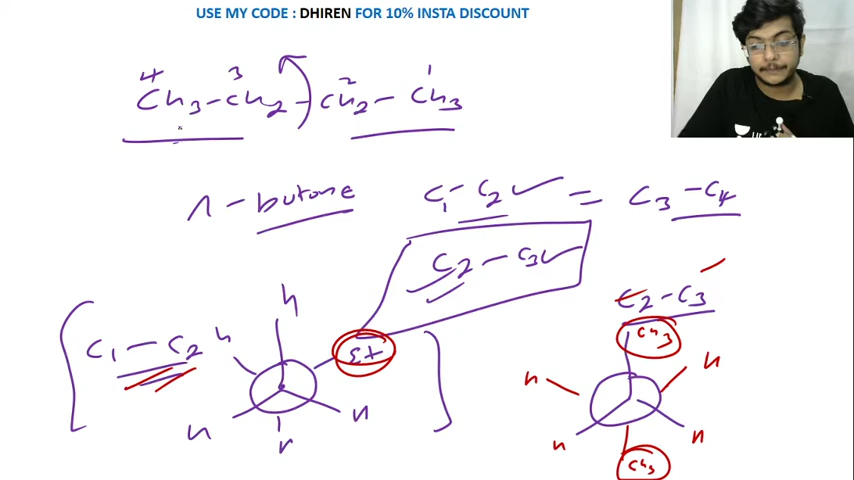 USE MY CODE : DHIREN FOR 10% INSTA DISCOUNT
4 3 2 1
CH3-CH2-CH2-CH3
n-butane C1-C2 = C3-C4
C2-C3
C2-C3
h
CH3
C1-C2 h Et
H H
H H
H H
H
CH3